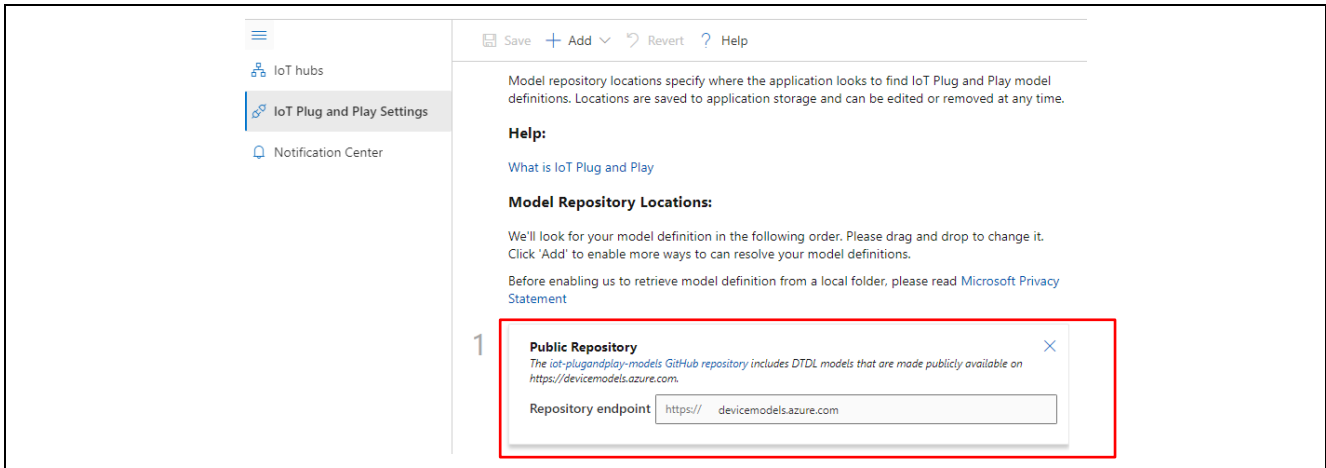 Save Add Revert ? Help
IoT hubs
IoT Plug and Play Settings
Notification Center
Model repository locations specify where the application looks to find IoT Plug and Play model
definitions. Locations are saved to application storage and can be edited or removed at any time.
Help:
What is IoT Plug and Play
Model Repository Locations:
We'll look for your model definition in the following order. Please drag and drop to change it.
Click 'Add' to enable more ways to can resolve your model definitions.
Before enabling us to retrieve model definition from a local folder, please read Microsoft Privacy
Statement
1
Public Repository
The iot-plugandplay-models GitHub repository includes DTDL models that are made publicly available on
https://devicemodels.azure.com.
Repository endpoint https:// devicemodels.azure.com